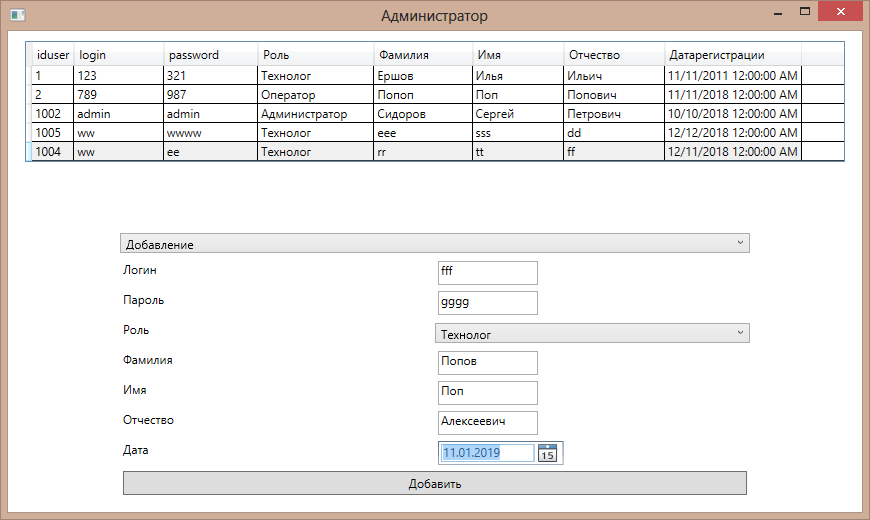 Администратор
iduser login password Роль Фамилия Имя Отчество Датарегистрации
1 123 321 Технолог Ершов Илья Ильич 11/11/2011 12:00:00 AM
2 789 987 Оператор Попоп Поп Попович 11/11/2018 12:00:00 AM
1002 admin admin Администратор Сидоров Сергей Петрович 10/10/2018 12:00:00 AM
1005 ww wwww Технолог eee sss dd 12/12/2018 12:00:00 AM
1004 ww ee Технолог rr tt ff 12/11/2018 12:00:00 AM
Добавление
Логин fff
Пароль gggg
Роль Технолог
Фамилия Попов
Имя Поп
Отчество Алексеевич
Дата 11.01.2019 15
Добавить